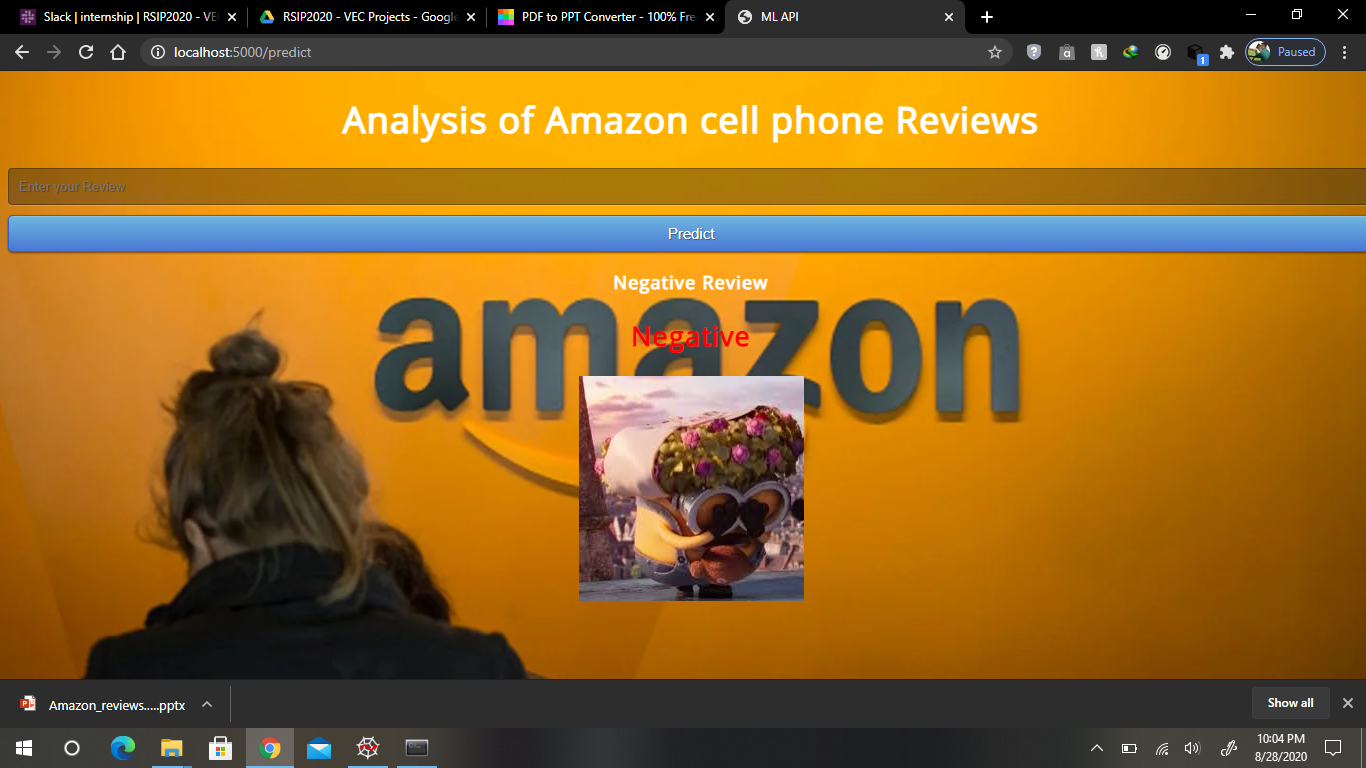 Slack | internship | RSIP2020 - VE
RSIP2020 - VEC Projects - Google
PDF to PPT Converter - 100% Fre
ML API
localhost:5000/predict
1
Paused
Analysis of Amazon cell phone Reviews
Enter your Review
Predict
Negative Review
amazon
Negative
Amazon_reviews.....pptx
Show all
10:04 PM
8/28/2020